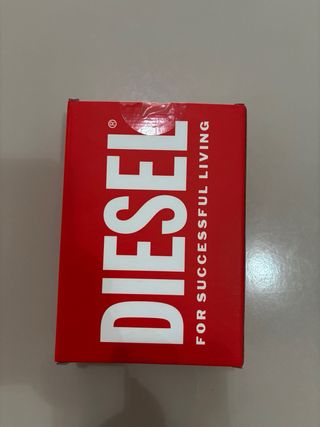 DIESEL®
FOR SUCCESSFUL LIVING